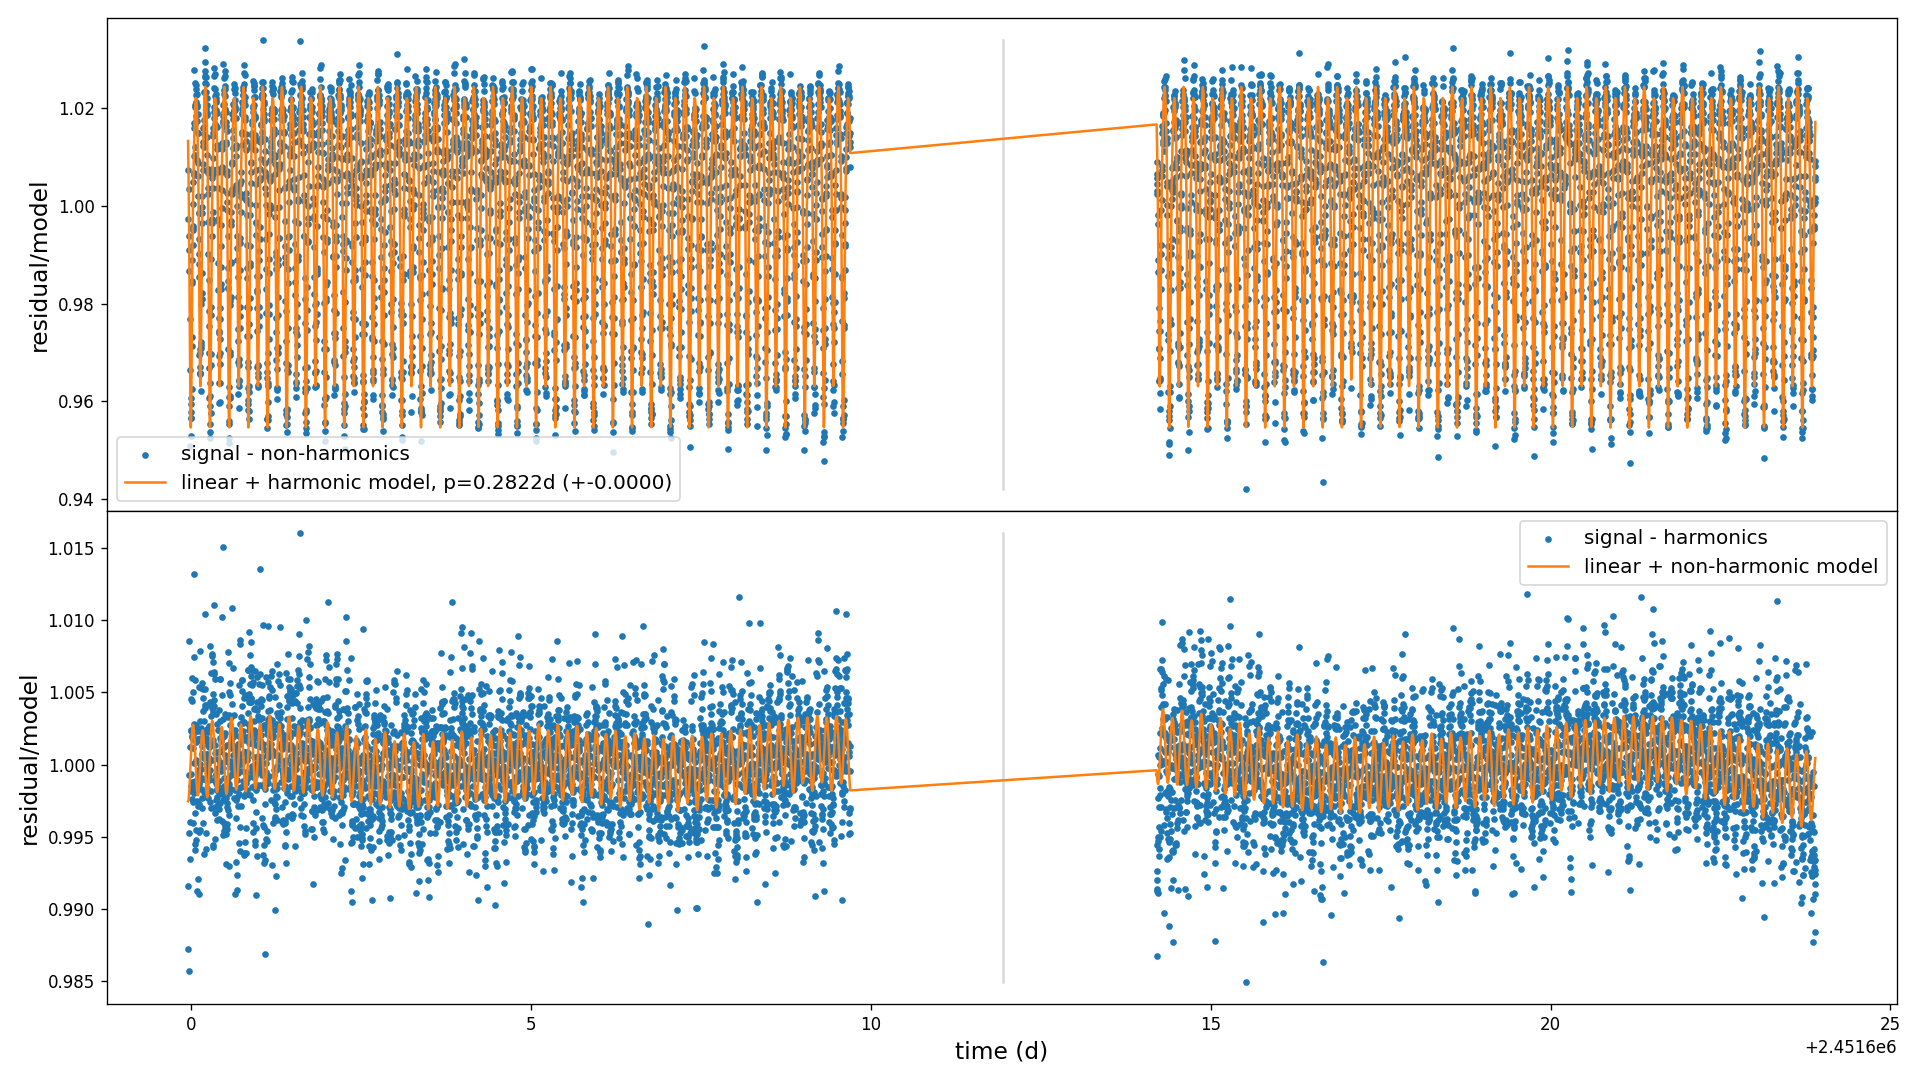 1.02
1.00
0.98
0.96
0.94
residual/model
signal - non-harmonics
linear + harmonic model, p=0.2822d (+-0.0000)
1.015
1.010
1.005
1.000
0.995
0.990
0.985
residual/model
signal - harmonics
linear + non-harmonic model
0 5 10 15 20 25
time (d)
+2.4516e6